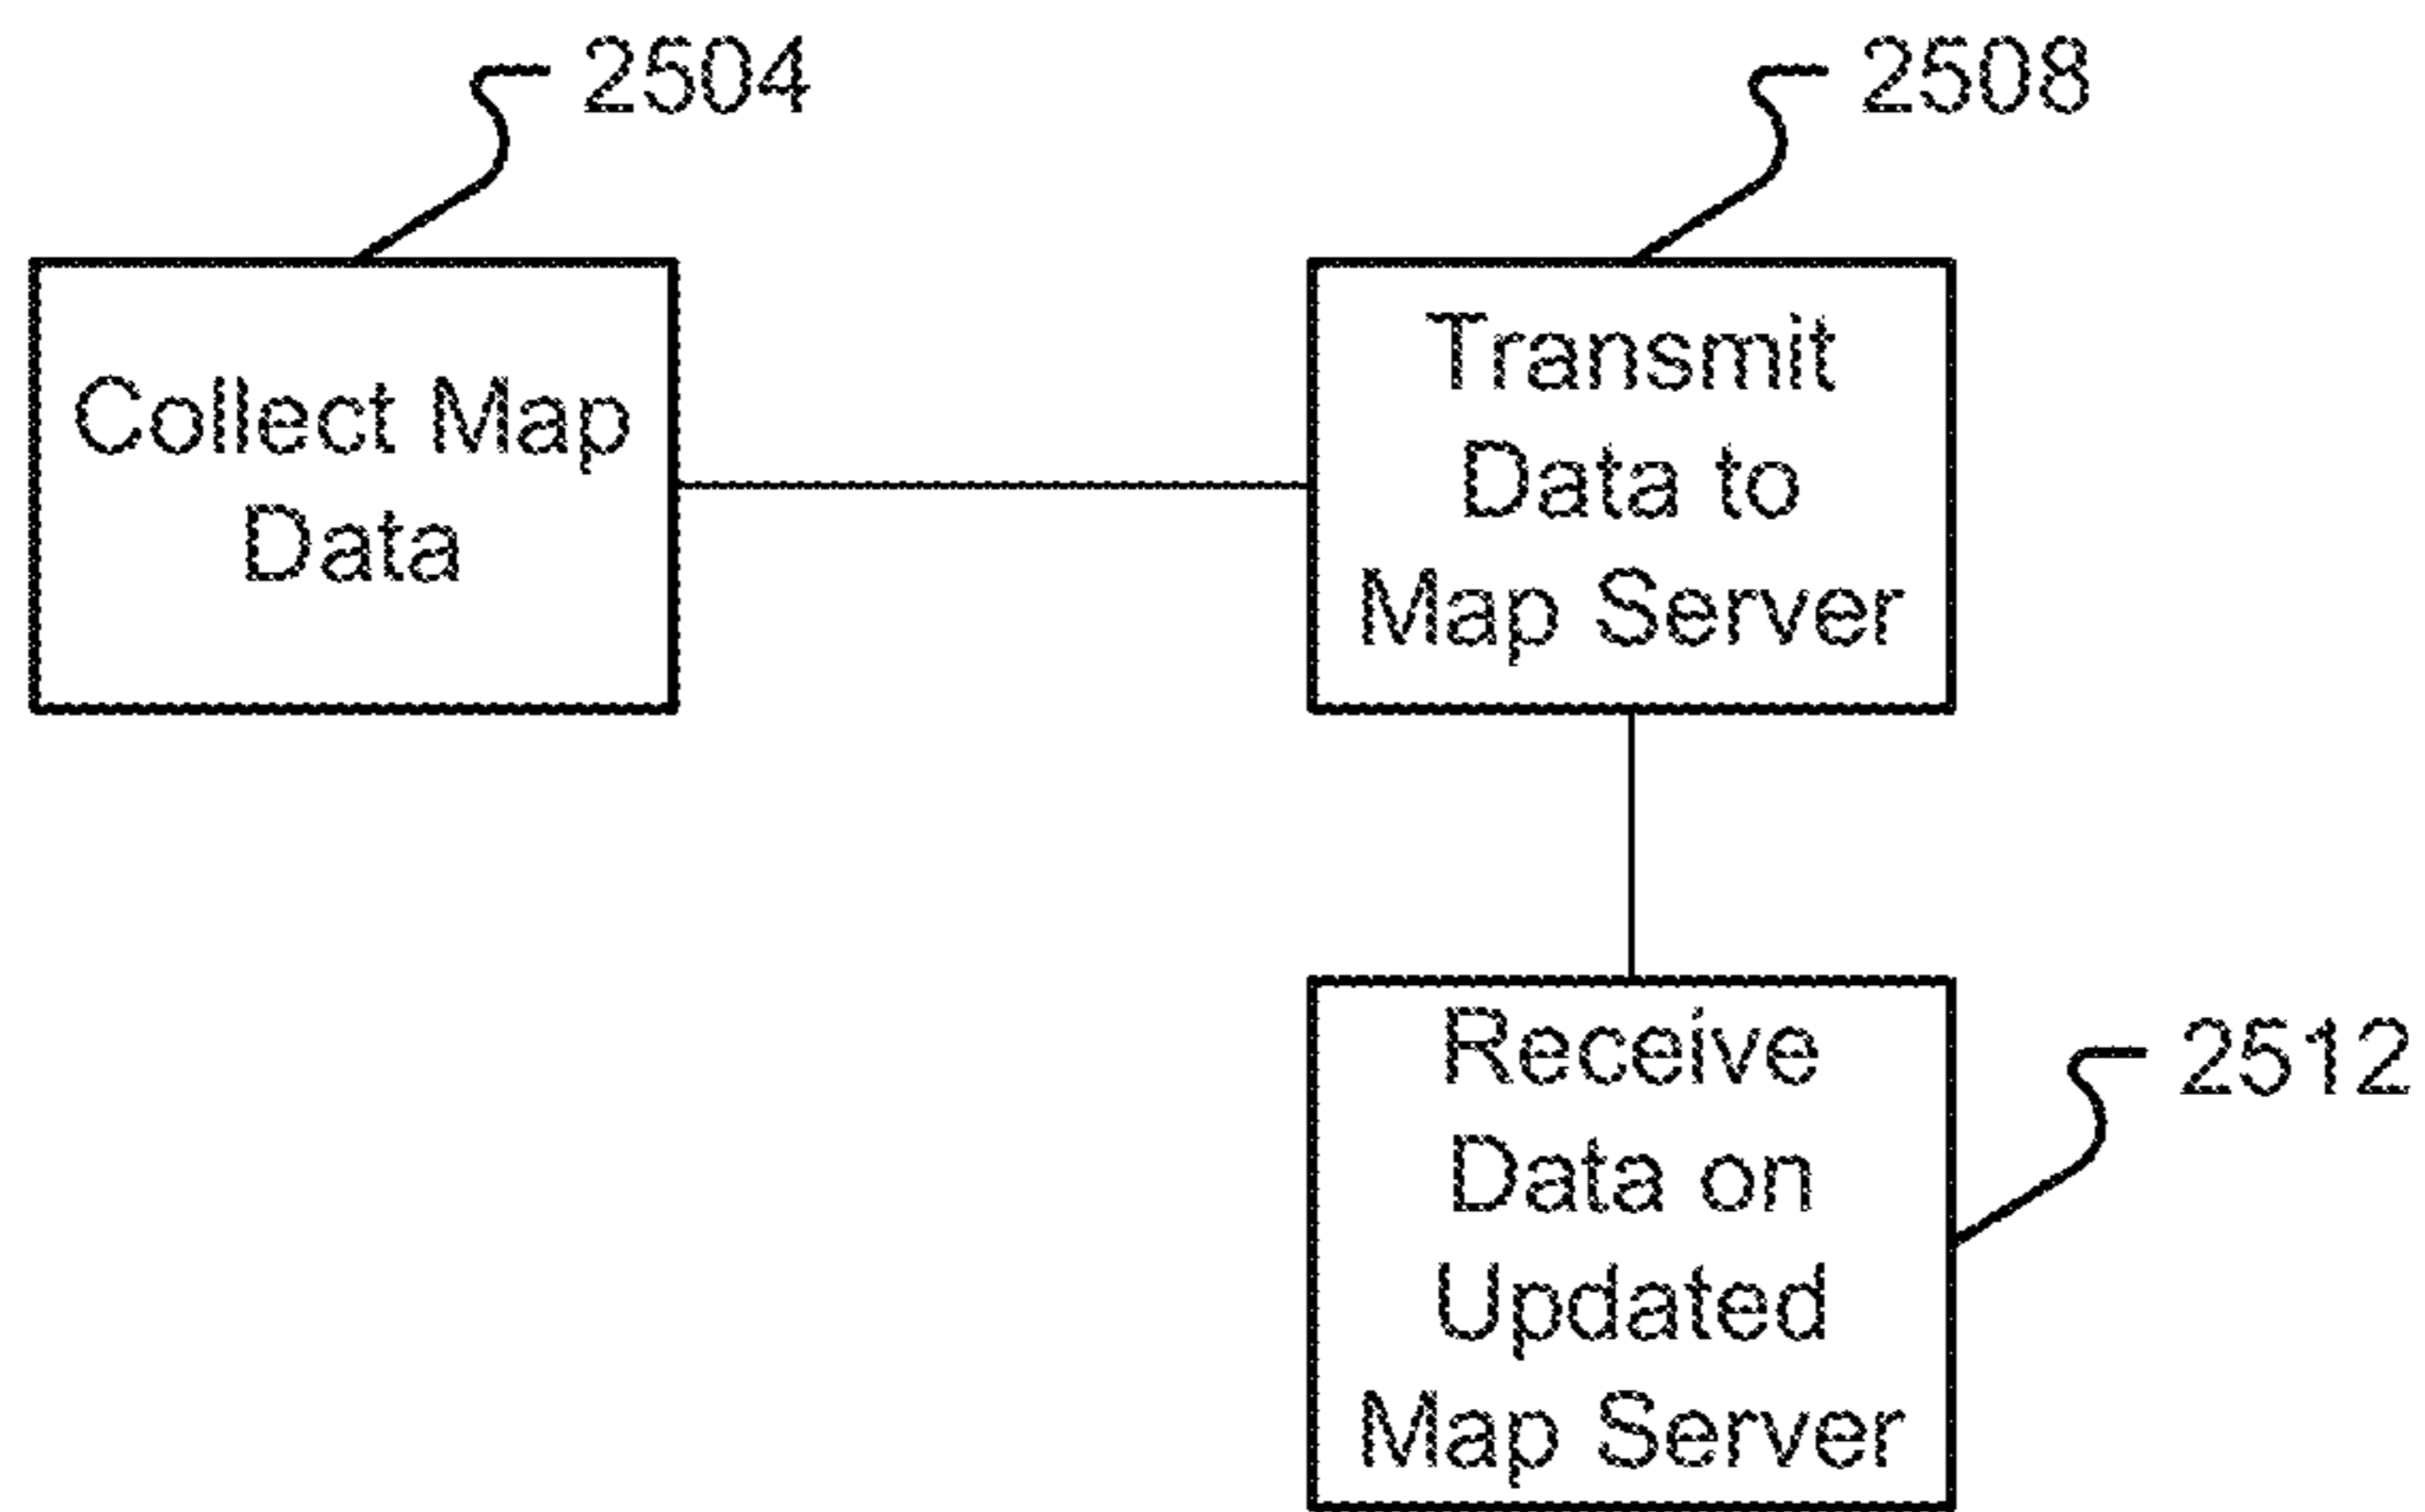 2504
2508
Collect Map
Data
Transmit
Data to
Map Server
Receive
Data on
Updated
Map Server
2512